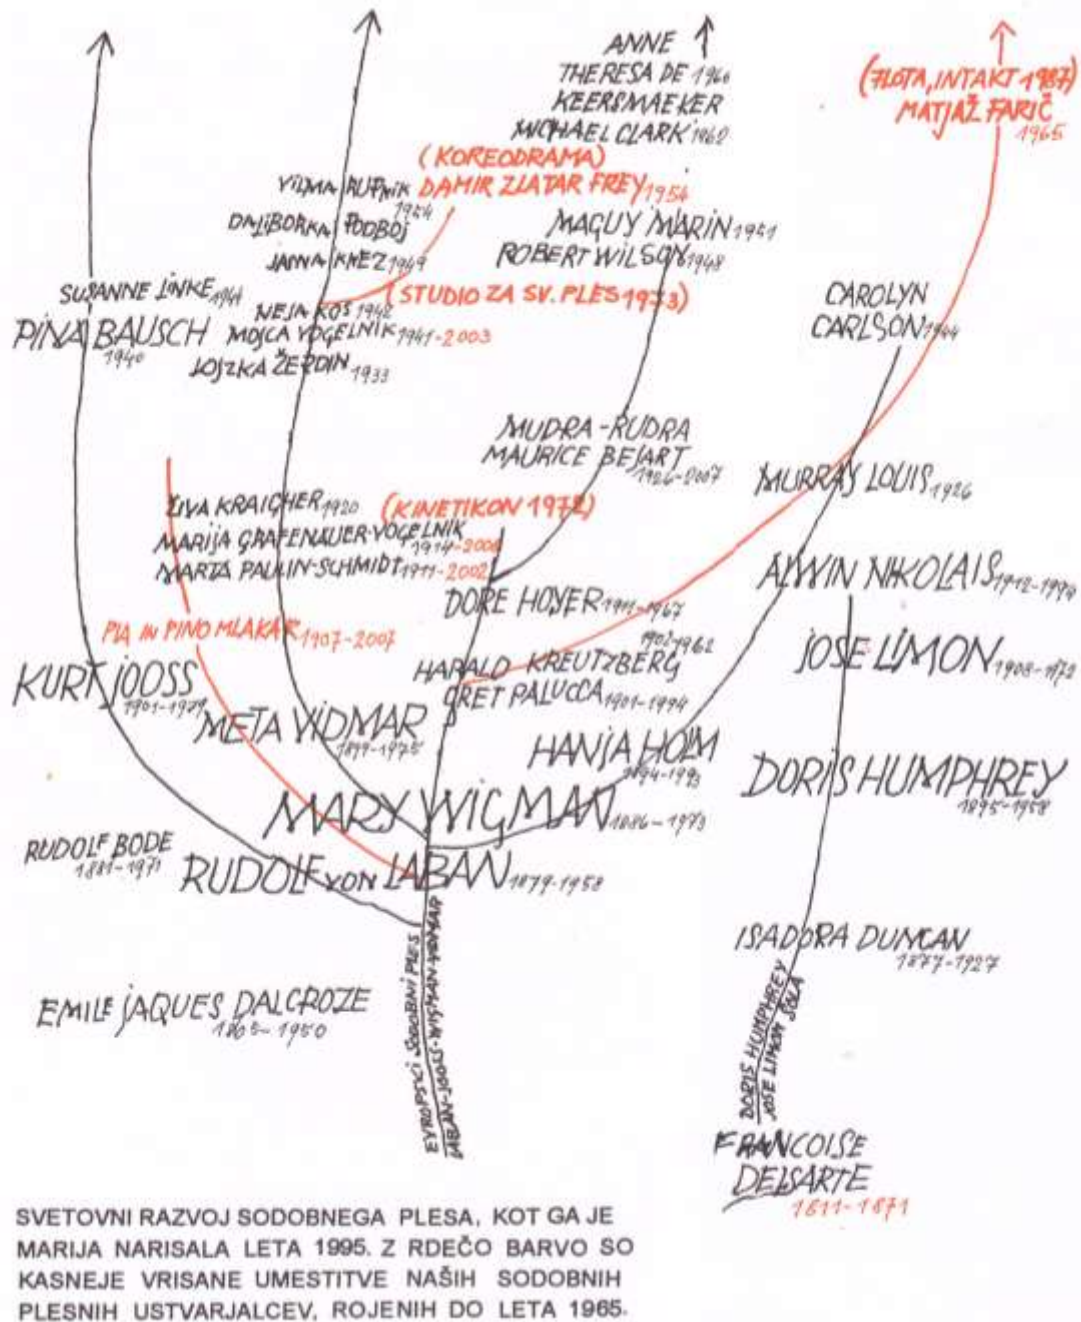 ANNE
THERESA DE 1960
KEERSMAEKER
MICHAEL CLARK 1962
(FLOTA, INTAKT 1987)
MATJAŽ FARIČ
1965
(KOREODRAMA)
VILMA RUPNIK DAMIR ZLATAR FREY 1954
1954
DALIBORKA PODBOJ
MAGUY MARIN 1951
JANA KNEZ 1949
ROBERT WILSON 1948
SUSANNE LINKE 1944
NEJA KOS 1942 (STUDIO ZA SV. PLES 1973)
CAROLYN
CARLSON 1944
PINA BAUSCH
1940
MOJCA VOGELNIK 1941-2003
LOJZKA ŽERDIN 1933
MUDRA-RUDRA
MAURICE BEJART
1926-2007
MURRAY LOUIS 1926
ŽIVA KRAIGHER 1920 (KINETIKON 1972)
MARIJA GRAFENAUER-VOGELNIK
MARTA PAULIN-SCHMIDT 1911-2002
ALWIN NIKOLAIS
DORE HOYER 1911-1967
PIA IN PINO MLAKAR 1907-2007
1902-1962
HARALD KREUTZBERG
GRET PALUCCA
JOSE LIMON 1908-1972
KURT JOOSS
1901-1979
META VIDMAR
1899-1975
HANJA HOLM
DORIS HUMPHREY
1895-1958
MARY WIGMAN 1886-1973
RUDOLF BODE
1881-1971
RUDOLF VON LABAN 1879-1958
ISADORA DUNCAN
1877-1927
EMILE JAQUES DALCROZE
1865-1950
EVROPSKI SODOBNI PLES
LABAN-JOOSS-WIGMAN-VIDMAR
DORIS HUMPHREY
JOSE LIMON ŠOLA
FRANCOISE
DELSARTE
1811-1871
SVETOVNI RAZVOJ SODOBNEGA PLESA, KOT GA JE
MARIJA NARISALA LETA 1995. Z RDEČO BARVO SO
KASNEJE VRISANE UMESTITVE NAŠIH SODOBNIH
PLESNIH USTVARJALCEV, ROJENIH DO LETA 1965.